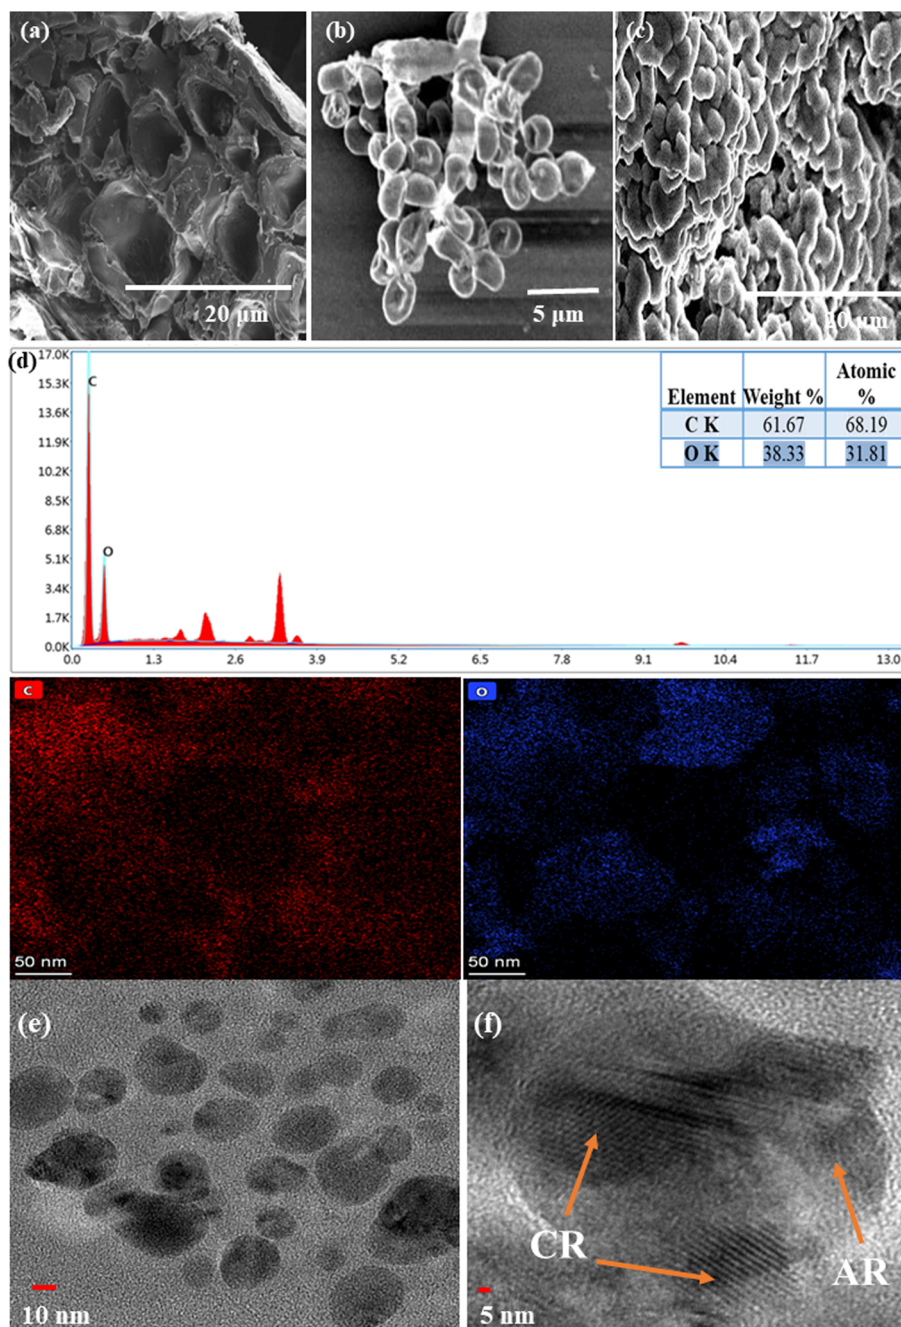 (a)
(b)
(c)
20 µm
5 µm
20 µm
(d)
17.0K
15.3K
13.6K
11.9K
10.2K
8.5K
6.8K
5.1K
3.4K
1.7K
0.0K
C
O
Element Weight % Atomic %
C K 61.67 68.19
O K 38.33 31.81
0.0 1.3 2.6 3.9 5.2 6.5 7.8 9.1 10.4 11.7 13.0
C
O
50 nm
50 nm
(e)
(f)
CR
AR
10 nm
5 nm